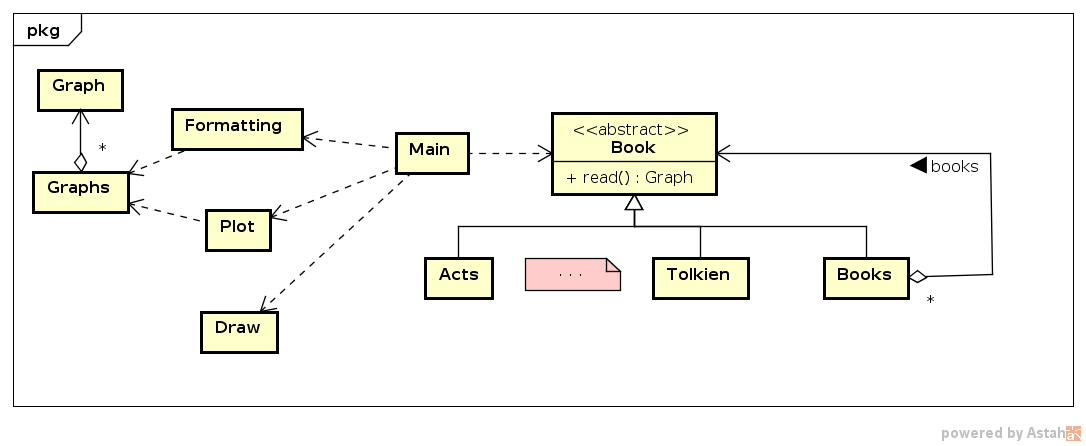 pkg
Graph
*
Graphs
Formatting
Main
Plot
Draw
<<abstract>>
Book
+ read() : Graph
books
Acts
. . .
Tolkien
Books
*
powered by Astah